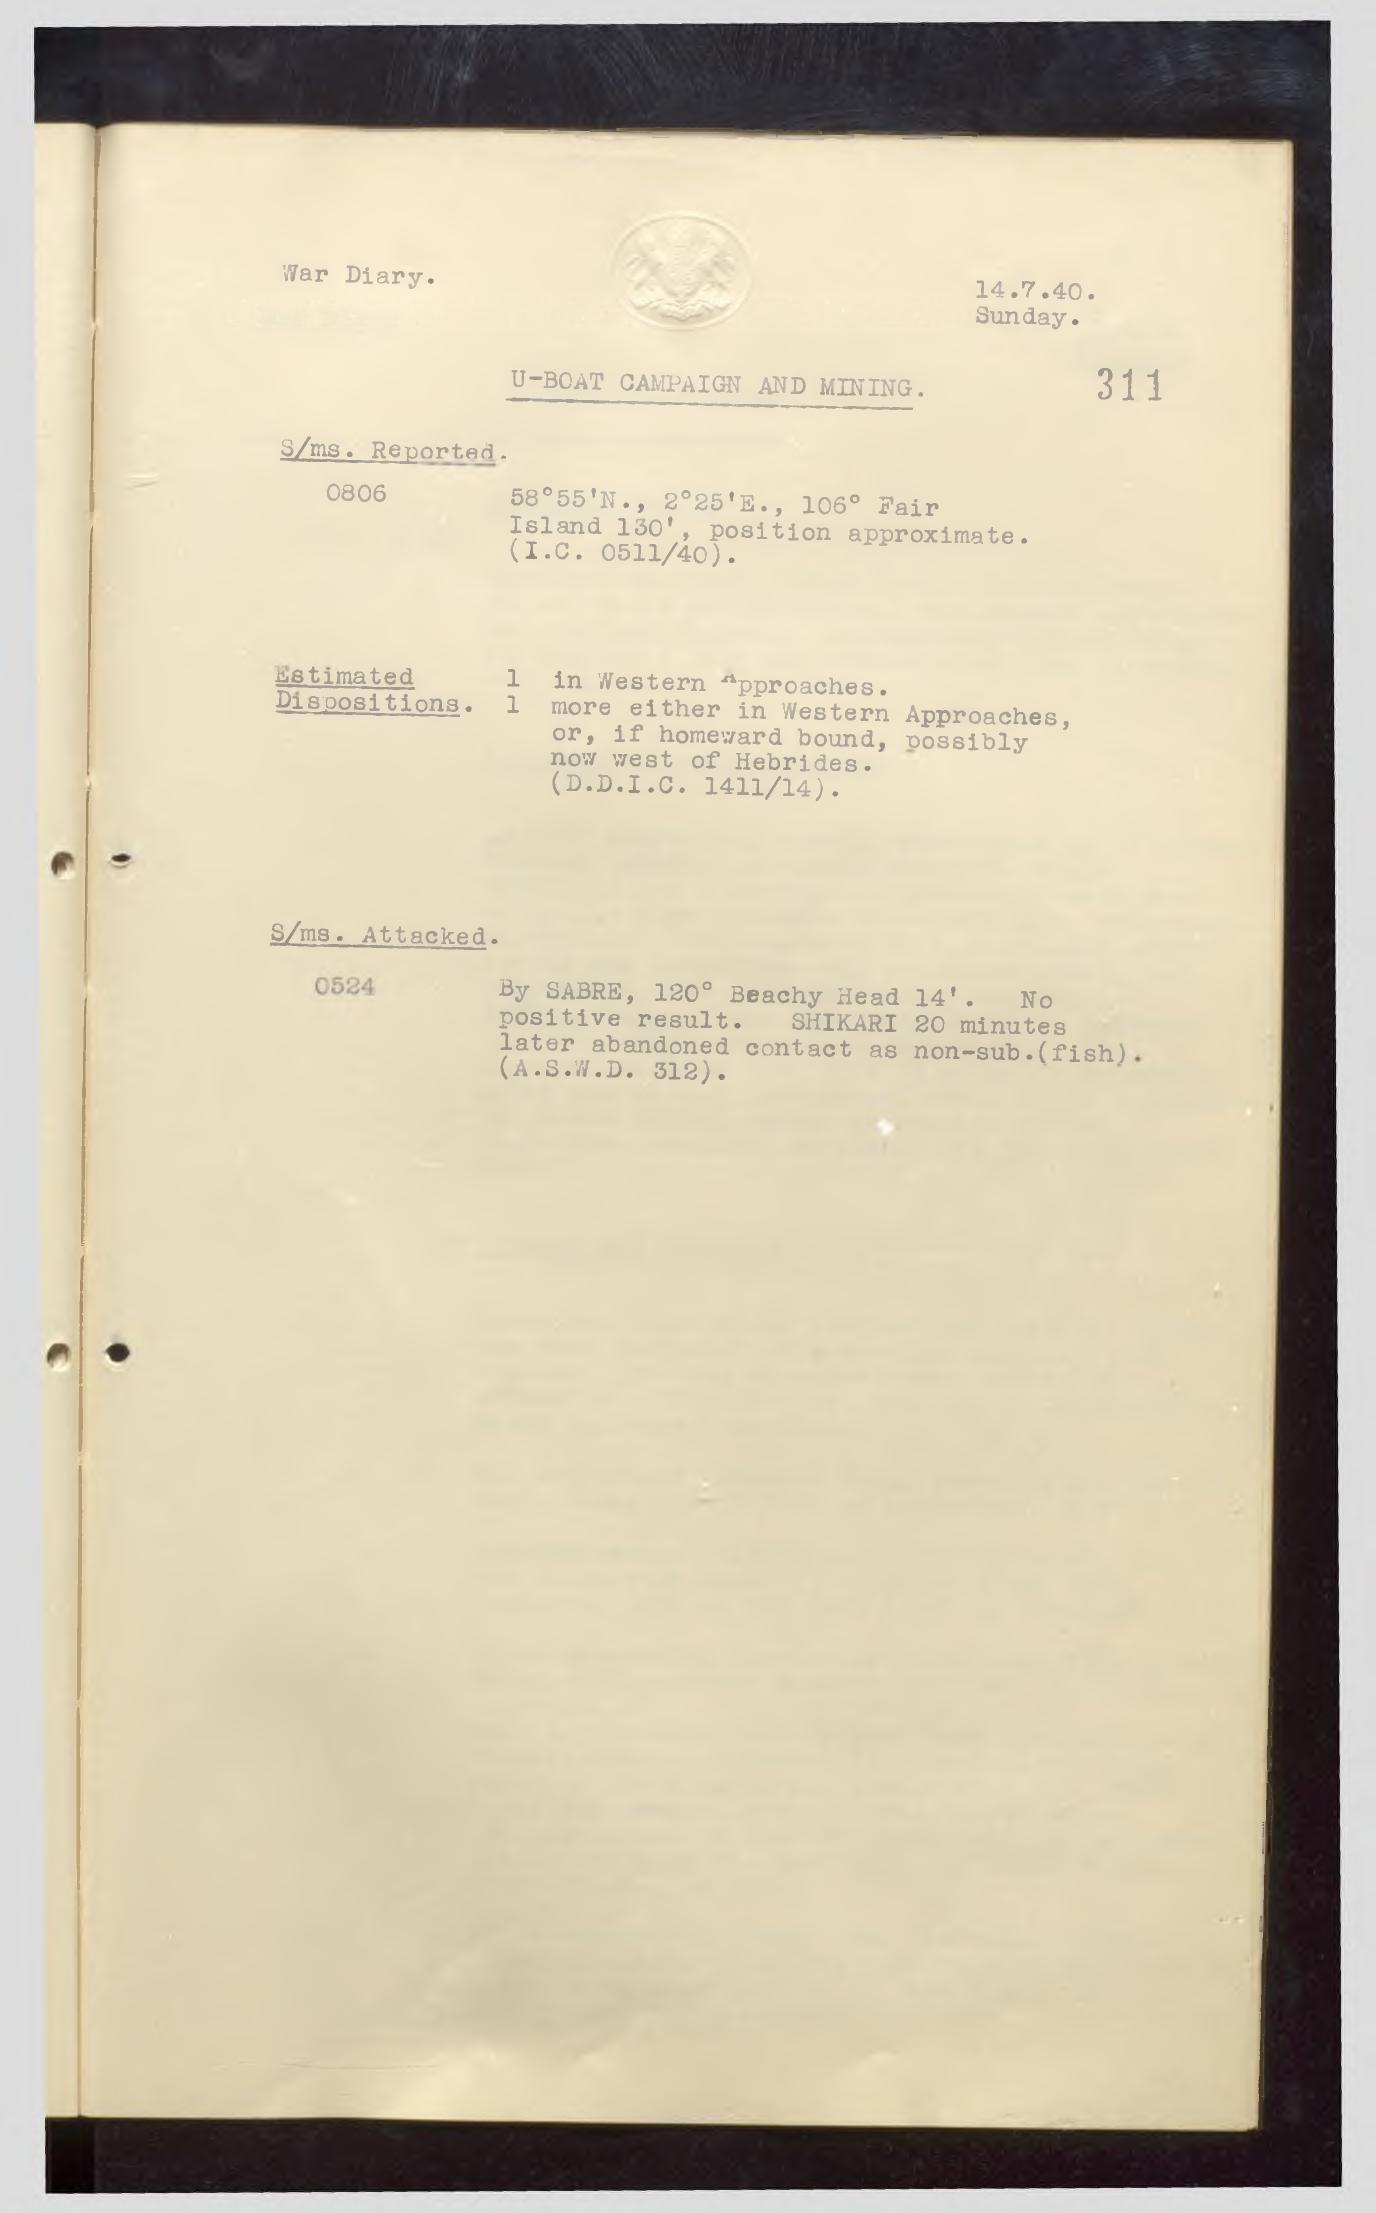 War Diary.
14.7.40.
Sunday.
U-BOAT CAMPAIGN AND MINING.
311
S/ms. Reported.
0806 58°55'N., 2°25'E., 106° Fair
Island 130', position approximate.
(I.C. 0511/40).
Estimated 1 in Western Approaches.
Dispositions. 1 more either in Western Approaches,
or, if homeward bound, possibly
now west of Hebrides.
(D.D.I.C. 1411/14).
S/ms. Attacked.
0524 By SABRE, 120° Beachy Head 14'. No
positive result. SHIKARI 20 minutes
later abandoned contact as non-sub.(fish).
(A.S.W.D. 312).